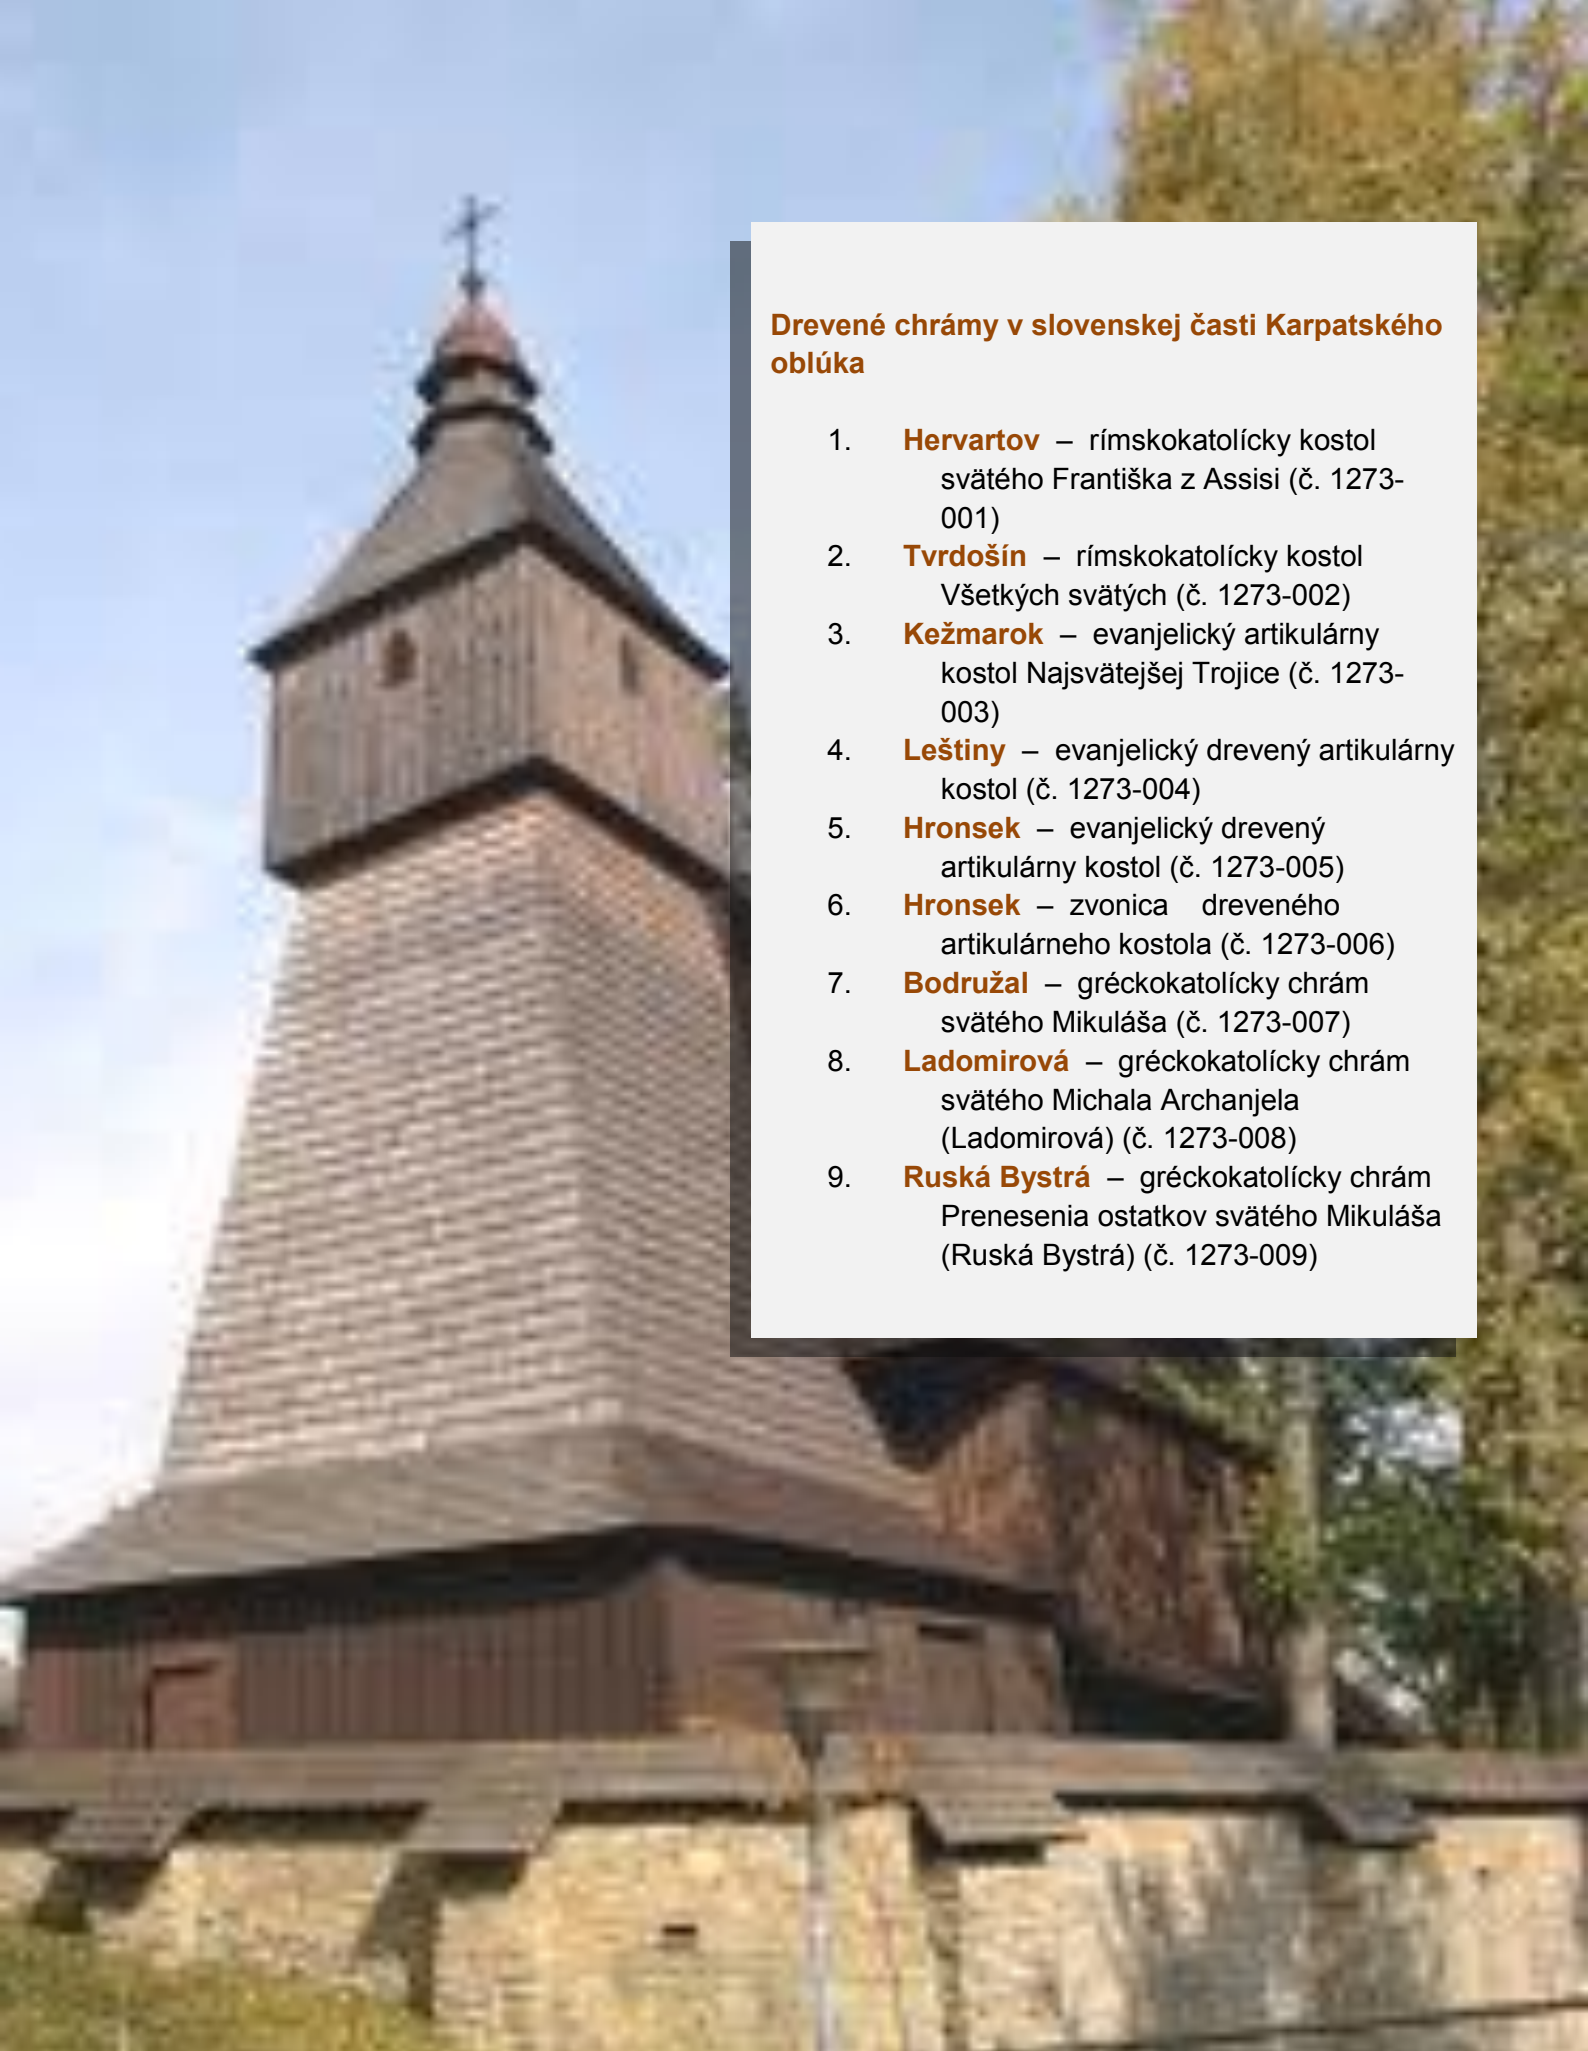 Drevené chrámy v slovenskej časti Karpatského
oblúka
1. Hervartov – rímskokatolícky kostol
svätého Františka z Assisi (č. 1273-
001)
2. Tvrdošín – rímskokatolícky kostol
Všetkých svätých (č. 1273-002)
3. Kežmarok – evanjelický artikulárny
kostol Najsvätejšej Trojice (č. 1273-
003)
4. Leštiny – evanjelický drevený artikulárny
kostol (č. 1273-004)
5. Hronsek – evanjelický drevený
artikulárny kostol (č. 1273-005)
6. Hronsek – zvonica dreveného
artikulárneho kostola (č. 1273-006)
7. Bodružal – gréckokatolícky chrám
svätého Mikuláša (č. 1273-007)
8. Ladomirová – gréckokatolícky chrám
svätého Michala Archanjela
(Ladomirová) (č. 1273-008)
9. Ruská Bystrá – gréckokatolícky chrám
Prenesenia ostatkov svätého Mikuláša
(Ruská Bystrá) (č. 1273-009)